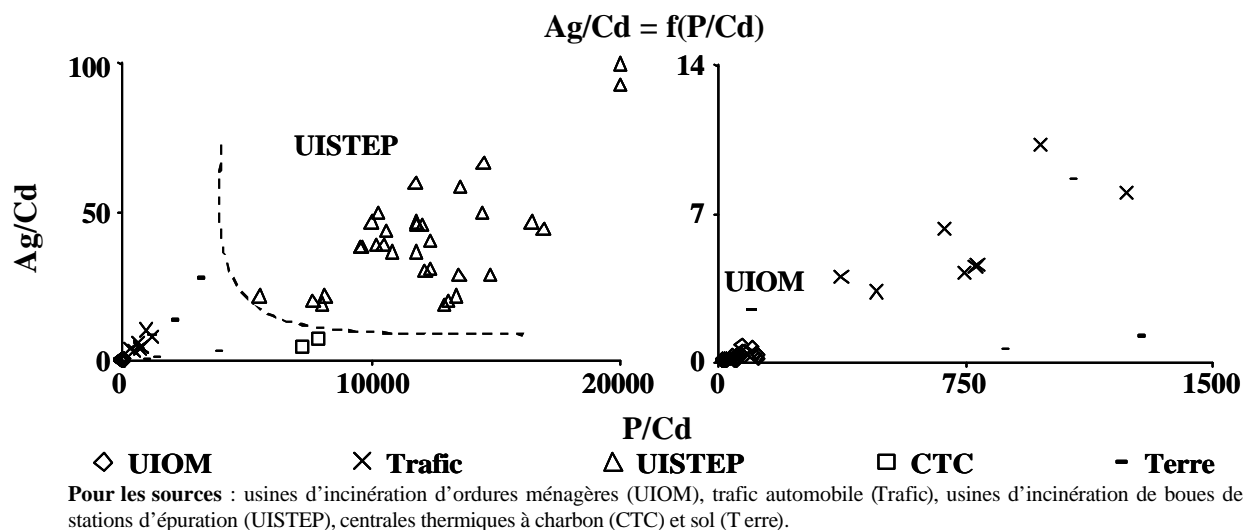 Ag/Cd = f(P/Cd)
100
50
0
0
10000
20000
Ag/Cd
UISTEP
14
7
0
0
750
1500
UIOM
P/Cd
UIOM Trafic UISTEP CTC Terre
Pour les sources : usines d'incinération d'ordures ménagères (UIOM), trafic automobile (Trafic), usines d'incinération de boues de
stations d'épuration (UISTEP), centrales thermiques à charbon (CTC) et sol (T erre).